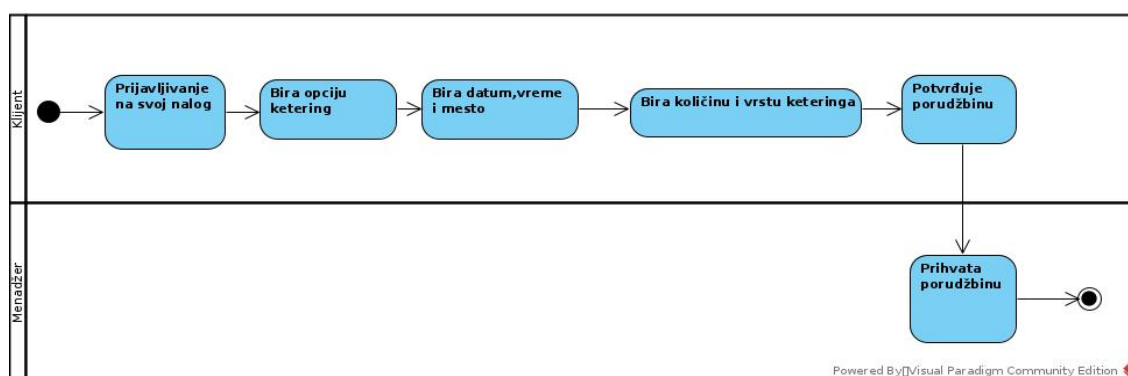 Klijent
Prijavljivanje
na svoj nalog
Bira opciju
ketering
Bira datum,vreme
i mesto
Bira količinu i vrstu keteringa
Potvrđuje
porudžbinu
Menadžer
Prihvata
porudžbinu
Powered By▯Visual Paradigm Community Edition